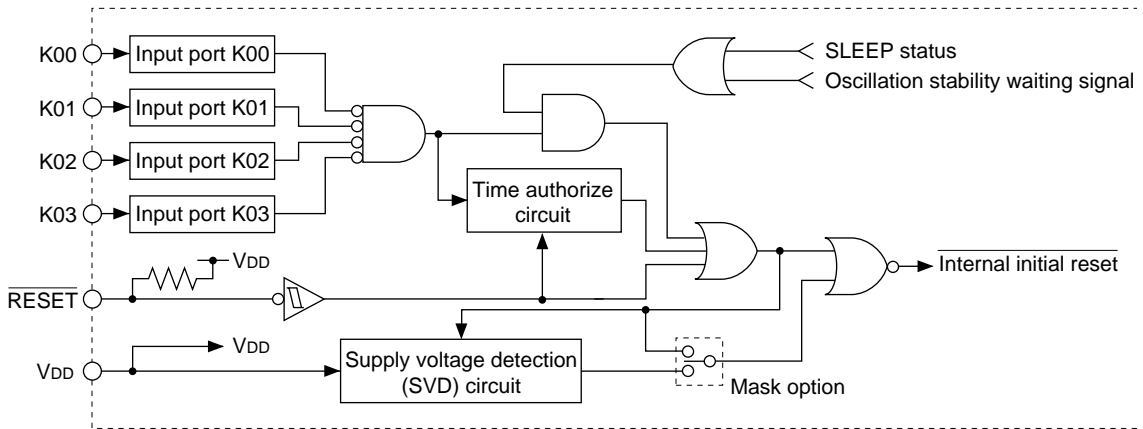 K00
Input port K00
K01
Input port K01
K02
Input port K02
K03
Input port K03
SLEEP status
Oscillation stability waiting signal
Time authorize
circuit
VDD
RESET
Internal initial reset
VDD
VDD
Supply voltage detection
(SVD) circuit
Mask option